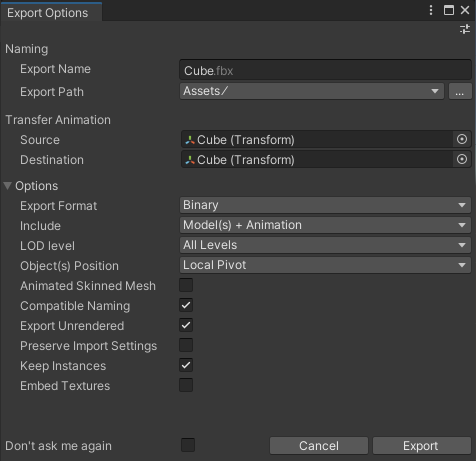 Export Options
Naming
Export Name Cube.fbx
Export Path Assets/ ...
Transfer Animation
Source Cube (Transform)
Destination Cube (Transform)
Options
Export Format Binary
Include Model(s) + Animation
LOD level All Levels
Object(s) Position Local Pivot
Animated Skinned Mesh
Compatible Naming
Export Unrendered
Preserve Import Settings
Keep Instances
Embed Textures
Don't ask me again Cancel Export